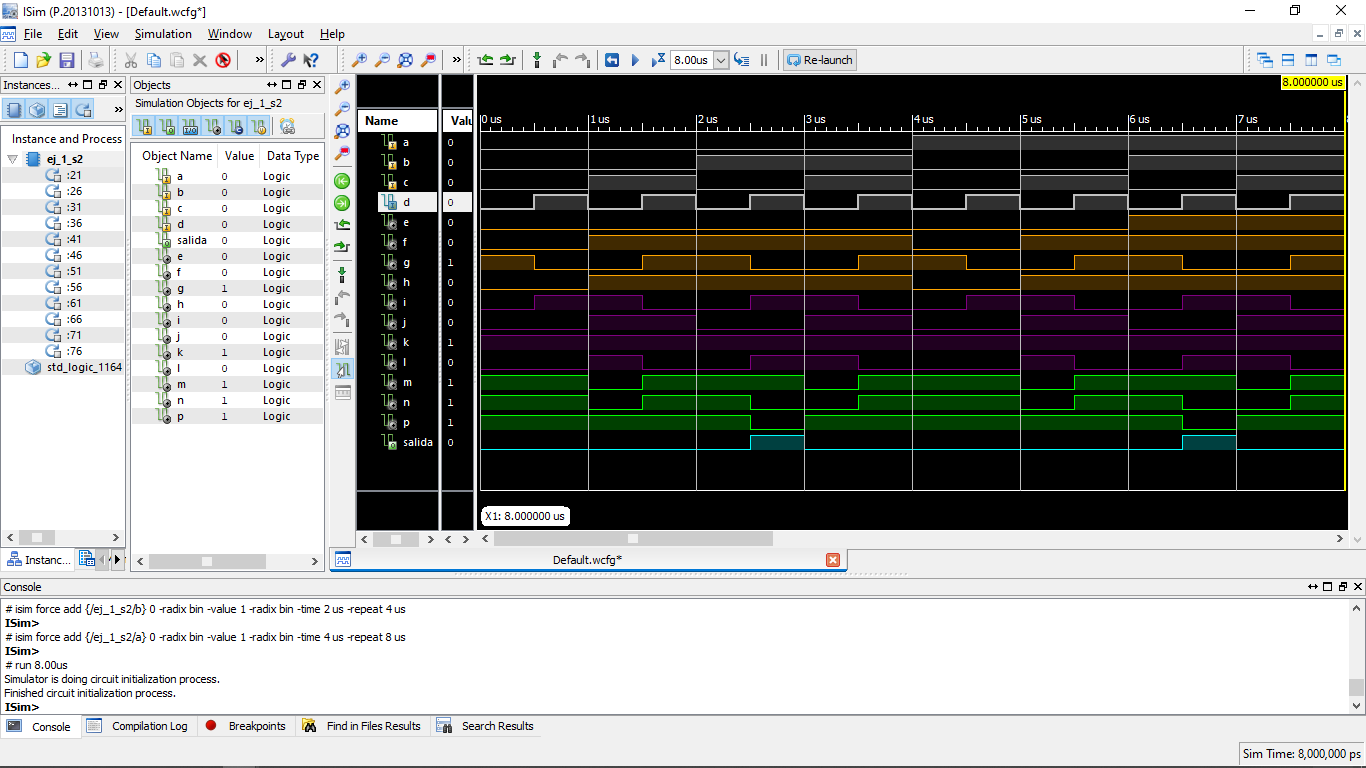 ISim (P.20131013) - [Default.wcfg*]
File Edit View Simulation Window Layout Help
» » 8.00us Re-launch
Instances... Objects
» Simulation Objects for ej_1_s2
Instance and Process
Object Name Value Data Type
ej_1_s2
:21
:26
:31
:36
:41
:46
:51
:56
:61
:66
:71
:76
std_logic_1164
a 0 Logic
b 0 Logic
c 0 Logic
d 0 Logic
salida 0 Logic
e 0 Logic
f 0 Logic
g 1 Logic
h 0 Logic
i 0 Logic
j 0 Logic
k 1 Logic
l 0 Logic
m 1 Logic
n 1 Logic
p 1 Logic
8.000000 us
Name Valu 0 us 1 us 2 us 3 us 4 us 5 us 6 us 7 us
a 0
b 0
c 0
d 0
e 0
f 0
g 1
h 0
i 0
j 0
k 1
l 0
m 1
n 1
p 1
salida 0
X1: 8.000000 us
Instanc... Default.wcfg*
Console
# isim force add {/ej_1_s2/b} 0 -radix bin -value 1 -radix bin -time 2 us -repeat 4 us
ISim>
# isim force add {/ej_1_s2/a} 0 -radix bin -value 1 -radix bin -time 4 us -repeat 8 us
ISim>
# run 8.00us
Simulator is doing circuit initialization process.
Finished circuit initialization process.
ISim>
Console Compilation Log Breakpoints Find in Files Results Search Results
Sim Time: 8,000,000 ps